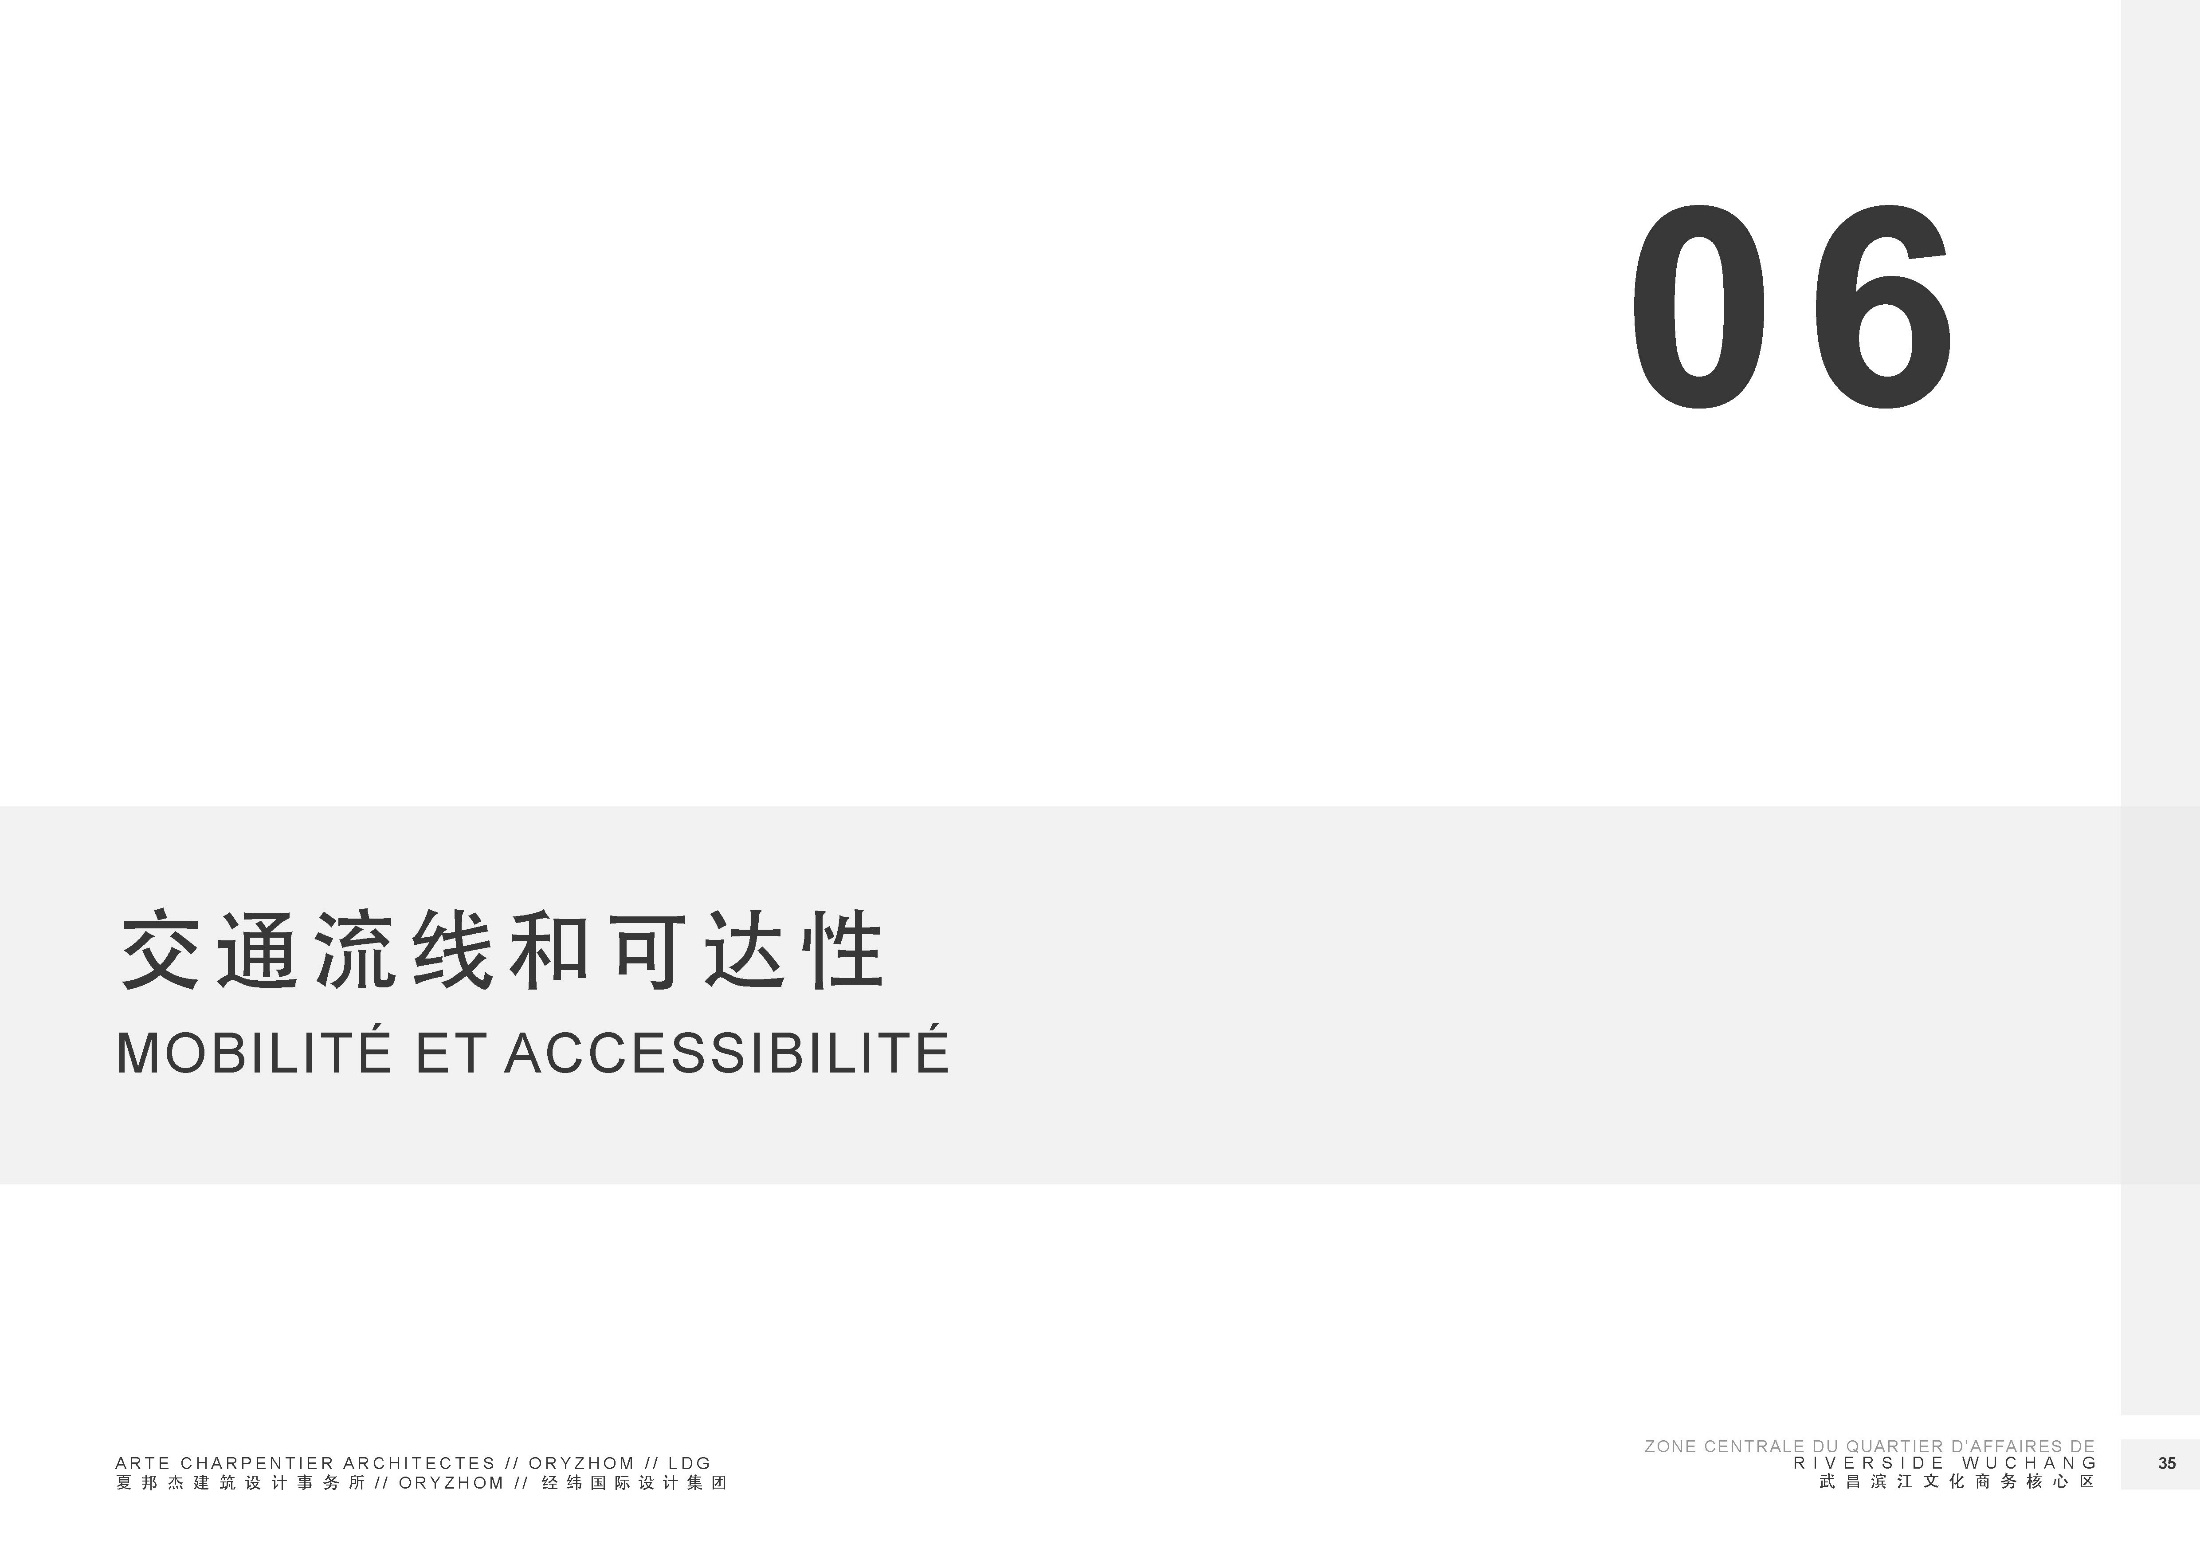 06
交通流线和可达性
MOBILITÉ ET ACCESSIBILITÉ
ARTE CHARPENTIER ARCHITECTES // ORYZHOM // LDG
夏邦杰建筑设计事务所 // ORYZHOM // 经纬国际设计集团
ZONE CENTRALE DU QUARTIER D'AFFAIRES DE
RIVERSIDE WUCHANG
武昌滨江文化商务核心区
35